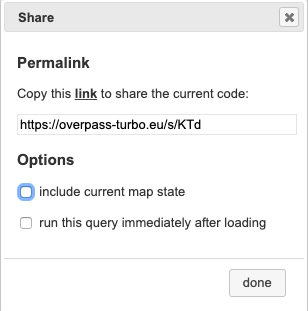 Share
Permalink
Copy this link to share the current code:
https://overpass-turbo.eu/s/KTd
Options
include current map state
run this query immediately after loading
done